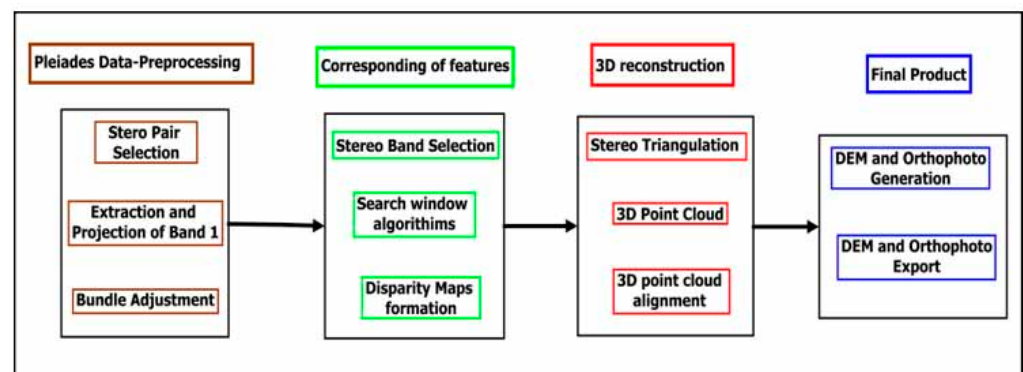 Pleiades Data-Preprocessing
Stero Pair
Selection
Extraction and
Projection of Band 1
Bundle Adjustment
Corresponding of features
Stereo Band Selection
Search window
algorithims
Disparity Maps
formation
3D reconstruction
Stereo Triangulation
3D Point Cloud
3D point cloud
alignment
Final Product
DEM and Orthophoto
Generation
DEM and Orthophoto
Export